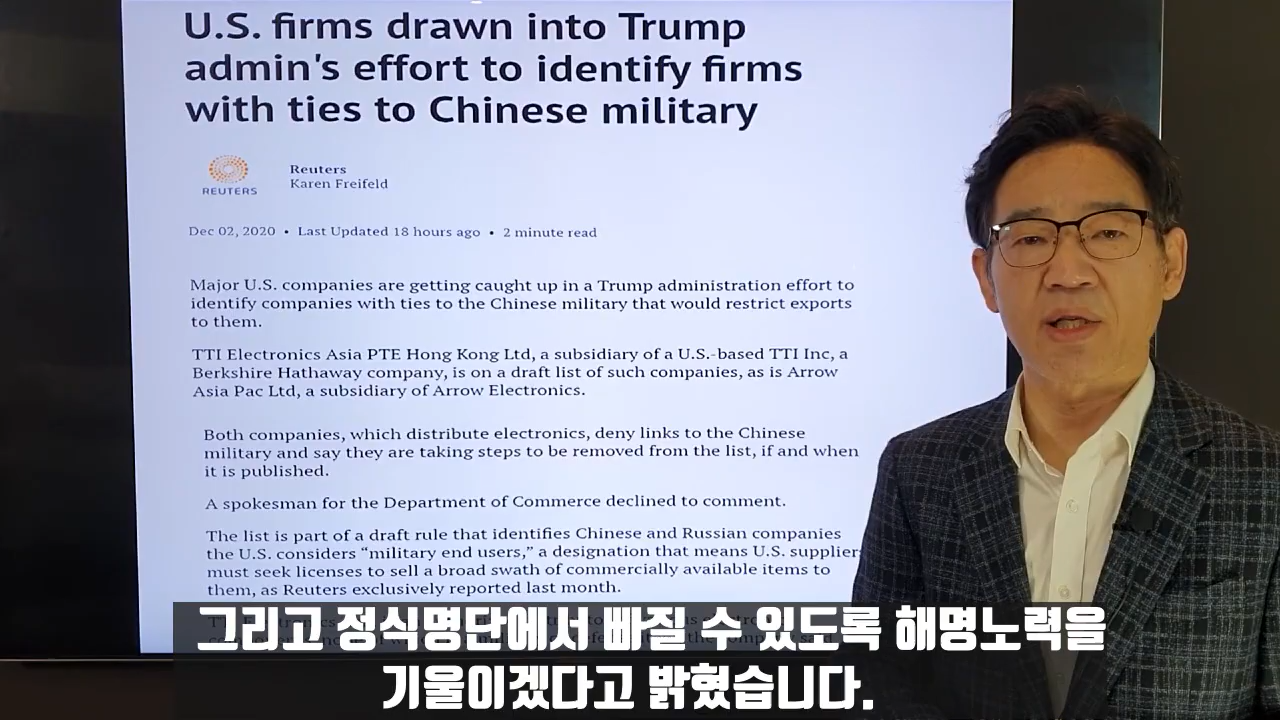 U.S. firms drawn into Trump
admin's effort to identify firms
with ties to Chinese military
REUTERS
Reuters
Karen Freifeld
Dec 02, 2020 • Last Updated 18 hours ago • 2 minute read
Major U.S. companies are getting caught up in a Trump administration effort to
identify companies with ties to the Chinese military that would restrict exports
to them.
TTI Electronics Asia PTE Hong Kong Ltd, a subsidiary of a U.S.-based TTI Inc, a
Berkshire Hathaway company, is on a draft list of such companies, as is Arrow
Asia Pac Ltd, a subsidiary of Arrow Electronics.
Both companies, which distribute electronics, deny links to the Chinese
military and say they are taking steps to be removed from the list, if and when
it is published.
A spokesman for the Department of Commerce declined to comment.
The list is part of a draft rule that identifies Chinese and Russian companies
the U.S. considers “military end users,” a designation that means U.S. suppliers
must seek licenses to sell a broad swath of commercially available items to
them, as Reuters exclusively reported last month.
그리고 정식명단에서 빠질 수 있도록 해명노력을
기울이겠다고 밝혔습니다.